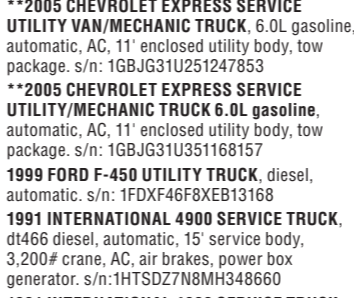 **2005 CHEVROLET EXPRESS SERVICE
UTILITY VAN/MECHANIC TRUCK, 6.0L gasoline,
automatic, AC, 11' enclosed utility body, tow
package. s/n: 1GBJG31U251247853
**2005 CHEVROLET EXPRESS SERVICE
UTILITY/MECHANIC TRUCK 6.0L gasoline,
automatic, AC, 11' enclosed utility body, tow
package. s/n: 1GBJG31U351168157
1999 FORD F-450 UTILITY TRUCK, diesel,
automatic. s/n: 1FDXF46F8XEB13168
1991 INTERNATIONAL 4900 SERVICE TRUCK,
dt466 diesel, automatic, 15' service body,
3,200# crane, AC, air brakes, power box
generator. s/n:1HTSDZ7N8MH348660